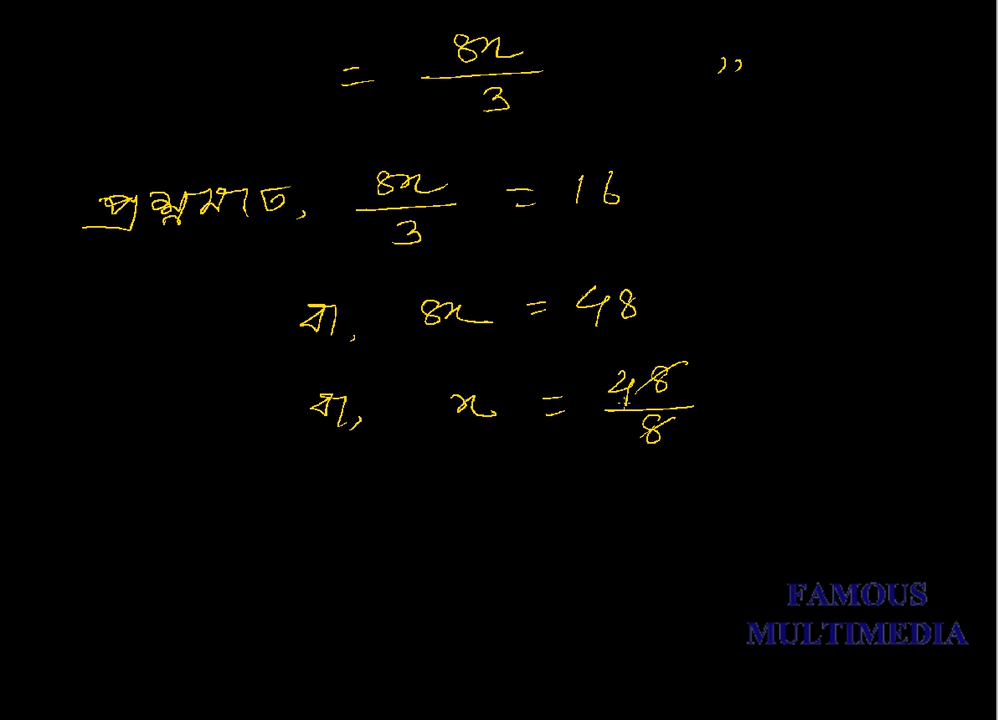 = 8x/3 ,,
প্রশ্নমতে, 8x/3 = 16
বা, 8x = 48
বা, x = 48/8
FAMOUS
MULTIMEDIA